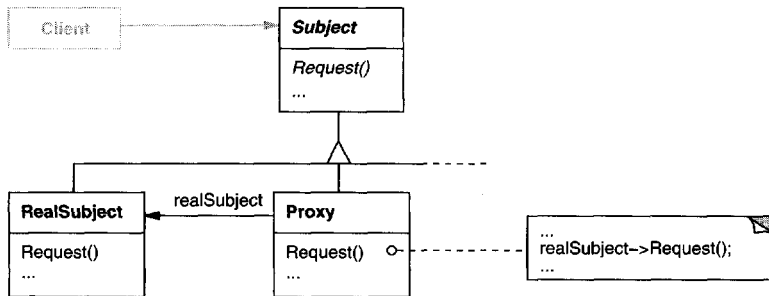 Client
Subject
Request()
...
realSubject
RealSubject
Request()
...
Proxy
Request()
...
...
realSubject–>Request();
...